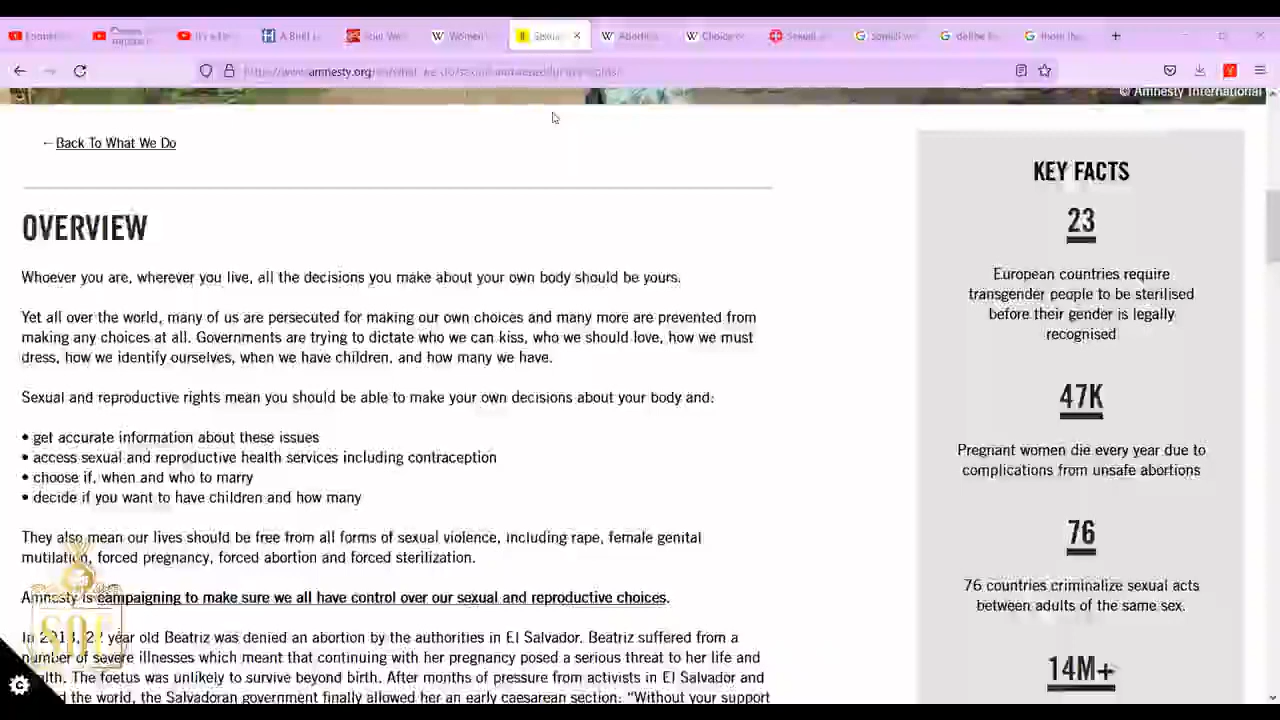 Women
Sexu
Abortio
Choice o
Sexual
somali w
define f
from the
amnesty.org
© Amnesty International
←Back To What We Do
OVERVIEW
Whoever you are, wherever you live, all the decisions you make about your own body should be yours.
Yet all over the world, many of us are persecuted for making our own choices and many more are prevented from
making any choices at all. Governments are trying to dictate who we can kiss, who we should love, how we must
dress, how we identify ourselves, when we have children, and how many we have.
Sexual and reproductive rights mean you should be able to make your own decisions about your body and:
• get accurate information about these issues
• access sexual and reproductive health services including contraception
• choose if, when and who to marry
• decide if you want to have children and how many
They also mean our lives should be free from all forms of sexual violence, including rape, female genital
mutilation, forced pregnancy, forced abortion and forced sterilization.
Amnesty is campaigning to make sure we all have control over our sexual and reproductive choices.
In year old Beatriz was denied an abortion by the authorities in El Salvador. Beatriz suffered from a
number of severe illnesses which meant that continuing with her pregnancy posed a serious threat to her life and
The foetus was unlikely to survive beyond birth. After months of pressure from activists in El Salvador and
the world, the Salvadoran government finally allowed her an early caesarean section: “Without your support
KEY FACTS
23
European countries require
transgender people to be sterilised
before their gender is legally
recognised
47K
Pregnant women die every year due to
complications from unsafe abortions
76
76 countries criminalize sexual acts
between adults of the same sex.
14M+
SOF